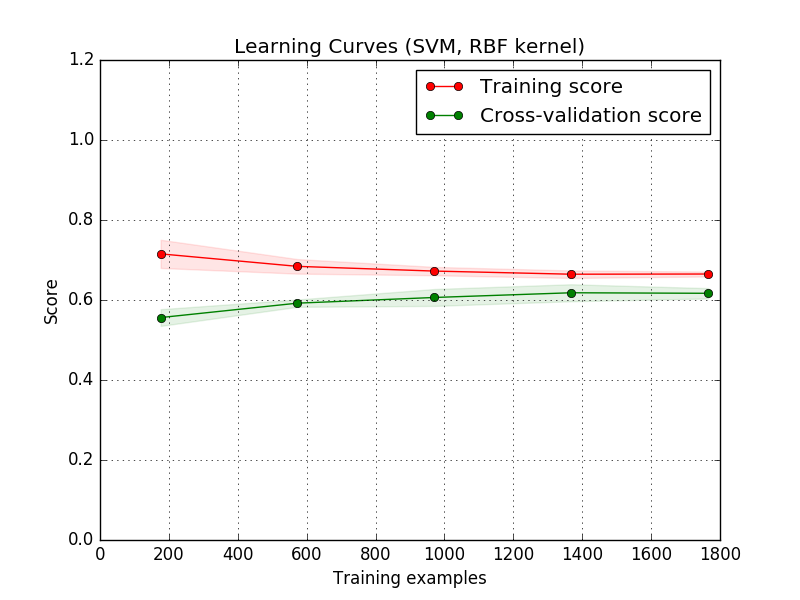 Learning Curves (SVM, RBF kernel)
Training score
Cross-validation score
1.2
1.0
0.8
0.6
0.4
0.2
0.0
Score
0 200 400 600 800 1000 1200 1400 1600 1800
Training examples